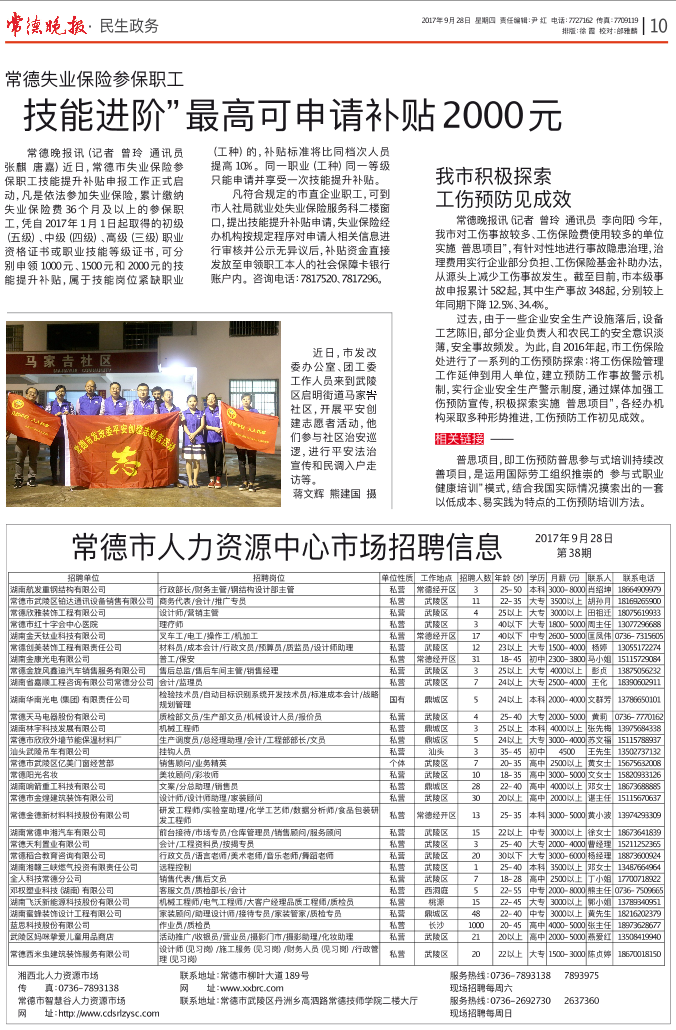 常德晚报·民生政务
2017年9月28日 星期四 责任编辑:尹 红 电话:7727162 传真:7709119
排版:徐 霞 校对:邰雅麟
10
常德失业保险参保职工
技能进阶”最高可申请补贴2000元
常德晚报讯(记者 曾玲 通讯员
张麒 唐嘉)近日,常德市失业保险参
保职工技能提升补贴申报工作正式启
动,凡是依法参加失业保险,累计缴纳
失业保险费36个月及以上的参保职
工,凭自2017年1月1日起取得的初级
(五级)、中级(四级)、高级(三级)职业
资格证书或职业技能等级证书,可分
别申领1000元、1500元和2000元的技
能提升补贴,属于技能岗位紧缺职业
(工种)的,补贴标准将比同档次人员
提高10%。同一职业(工种)同一等级
只能申请并享受一次技能提升补贴。
凡符合规定的市直企业职工,可到
市人社局就业处失业保险服务科二楼窗
口,提出技能提升补贴申请,失业保险经
办机构按规定程序对申请人相关信息进
行审核并公示无异议后,补贴资金直接
发放至申领职工本人的社会保障卡银行
账户内。咨询电话:7817520、7817296。
我市积极探索
工伤预防见成效
常德晚报讯(记者 曾玲 通讯员 李向阳)今年,
我市对工伤事故较多、工伤保险费使用较多的单位
实施 普思项目”,有针对性地进行事故隐患治理,治
理费用实行企业部分负担、工伤保险基金补助办法,
从源头上减少工伤事故发生。截至目前,市本级事
故申报累计582起,其中生产事故348起,分别较上
年同期下降12.5%、34.4%。
过去,由于一些企业安全生产设施落后,设备
工艺陈旧,部分企业负责人和农民工的安全意识淡
薄,安全事故频发。为此,自2016年起,市工伤保险
处进行了一系列的工伤预防探索:将工伤保险管理
工作延伸到用人单位,建立预防工作事故警示机
制,实行企业安全生产警示制度,通过媒体加强工
伤预防宣传,积极探索实施 普思项目”,各经办机
构采取多种形势推进,工伤预防工作初见成效。
相关链接 ——
普思项目,即工伤预防普思参与式培训持续改
善项目,是运用国际劳工组织推崇的 参与式职业
健康培训”模式,结合我国实际情况摸索出的一套
以低成本、易实践为特点的工伤预防培训方法。
马家吉社区
常德市发改委平安创建志愿者活动
志
近日,市发改
委办公室、团工委
工作人员来到武陵
区启明街道马家吉
社区,开展平安创
建志愿者活动,他
们参与社区治安巡
逻,进行平安法治
宣传和民调入户走
访等。
蒋文辉 熊建国 摄
常德市人力资源中心市场招聘信息
2017年9月28日
第38期
招聘单位 招聘岗位 单位性质 工作地点 招聘人数 年龄(岁) 学历 月薪(元) 联系人 联系电话
湖南航发重钢结构有限公司 行政部长/财务主管/钢结构设计部主管 私营 常德经开区 3 25-50 本科 3000-8000 肖绍坤 18664909979
常德市武陵区铂达通讯设备销售有限公司 商务代表/会计/推广专员 私营 武陵区 11 22-35 大专 3500以上 胡孙月 18169265900
常德欣雅装饰工程有限公司 设计师/营销主管 私营 武陵区 4 25以上 大专 3000以上 田祖迁 18075619933
常德市红十字会中心医院 理疗师 私营 武陵区 3 40以下 大专 1800-5000 周主任 13077296688
湖南金天钛业科技有限公司 叉车工/电工/操作工/机加工 私营 常德经开区 17 40以下 中专 2600-5000 匡凤伟 0736-7315605
常德创美装饰工程有限责任公司 材料员/成本会计/行政文员/预算员/质监员/设计师助理 私营 武陵区 12 23以上 大专 1500-4000 杨婷 13055172274
湖南金康光电有限公司 普工/保安 私营 常德经开区 31 18-45 初中 2300-3800 马小姐 15115729084
常德金旋风鑫迪汽车销售服务有限公司 售后总监/售后车间主管/销售经理 私营 武陵区 3 25以上 大专 4000以上 彭贞 13875056232
湖南省嘉顺工程咨询有限公司常德分公司 会计/监理员 私营 武陵区 7 24以上 大专 2500-4000 王化 18390602911
湖南华南光电(集团)有限责任公司 检验技术员/自动目标识别系统开发技术员/标准成本会计/战略规划管理 国有 鼎城区 5 24以上 本科 2000-4000 文群芳 13786650101
常德天马电器股份有限公司 质检部文员/生产部文员/机械设计人员/报价员 私营 武陵区 4 25-40 大专 2000-5000 黄莉 0736-7770162
湖南林宇科技发展有限公司 机械工程师 私营 鼎城区 3 25以上 本科 4000以上 张先梅 13975684338
常德市欣欣外墙节能保温材料厂 生产调度员/总经理助理/会计/工程部部长/文员 私营 鼎城区 5 24以上 大专 3000-4000 苏文福 15115788937
汕头武陵吊车有限公司 挂钩人员 私营 汕头 3 35-45 初中 4500 王先生 13502737132
常德市武陵区亿美门窗经营部 销售顾问/业务精英 个体 武陵区 7 20-35 高中 2500以上 黄女士 15675632008
常德阳光名妆 美妆顾问/彩妆师 私营 武陵区 10 18-35 高中 3000-5000 文女士 15820933126
湖南响箭重工科技有限公司 文案/分总助理/销售员 私营 鼎城区 28 22-40 高中 4000以上 邓女士 18673688885
常德市金煌建筑装饰有限公司 设计师/设计师助理/家装顾问 私营 武陵区 30 20以上 高中 2000以上 谌主任 15115670637
常德金德新材料科技股份有限公司 研发工程师/实验室助理/化学工艺师/数据分析师/食品包装研发工程师 私营 常德经开区 13 25-35 本科 3000-5000 黄小波 13974293309
湖南常德申湘汽车有限公司 前台接待/市场专员/仓库管理员/销售顾问/服务顾问 私营 武陵区 15 22以上 中专 3000以上 徐女士 18673641839
常德天利置业有限公司 会计/工程资料员/按揭专员 私营 武陵区 3 25-40 大专 2000-4000 曹经理 15211252365
常德稻合教育咨询有限公司 行政文员/语言老师/美术老师/音乐老师/舞蹈老师 私营 武陵区 20 30以下 大专 3000-6000 杨经理 18873600924
湖南湘颐三峡燃气投资有限责任公司 远程控制 私营 武陵区 1 25-40 本科 3500以上 邓女士 13487664964
全人科技常德分公司 销售代表/售后文员 私营 武陵区 7 18-28 高中 2500以上 丁小姐 17700718922
邓权塑业科技(湖南)有限公司 客服文员/质检部长/会计 私营 西洞庭 5 22-55 中专 2000-8000 熊主任 0736-7509665
湖南飞沃新能源科技股份有限公司 机械工程师/电气工程师/大客户经理品质工程师/质检员 私营 桃源 15 22-45 大专 3000以上 郭小姐 13789340951
湖南蜜蜂装饰设计工程有限公司 家装顾问/助理设计师/接待专员/家装管家/质检专员 私营 鼎城区 48 22-40 中专 3000以上 黄先生 18216202379
蓝思科技股份有限公司 作业员/质检员 私营 长沙 1000 20-45 高中 4000-5000 张主任 18973628677
武陵区妈咪挚爱儿童用品商店 活动推广/收银员/营业员/摄影门市/摄影助理/化妆助理 私营 武陵区 21 20以上 高中 2000-5000 燕爱红 13508419940
常德西米虫建筑装饰服务有限公司 设计师(见习岗)/施工服务(见习岗)/财务人员(见习岗)/行政管理(见习岗) 私营 武陵区 20 22以上 大专 1500-3000 陈贞婷 18670018150
湘西北人力资源市场 联系地址:常德市柳叶大道189号 服务热线:0736-7893138 7893975
传 真:0736-7893138 网 址:www.xxbrc.com 现场招聘每周六
常德市智慧谷人力资源市场 联系地址:常德市武陵区丹洲乡高泗路常德技师学院二楼大厅 服务热线:0736-2692730 2637360
网 址:http://www.cdsrlzysc.com 现场招聘每周日